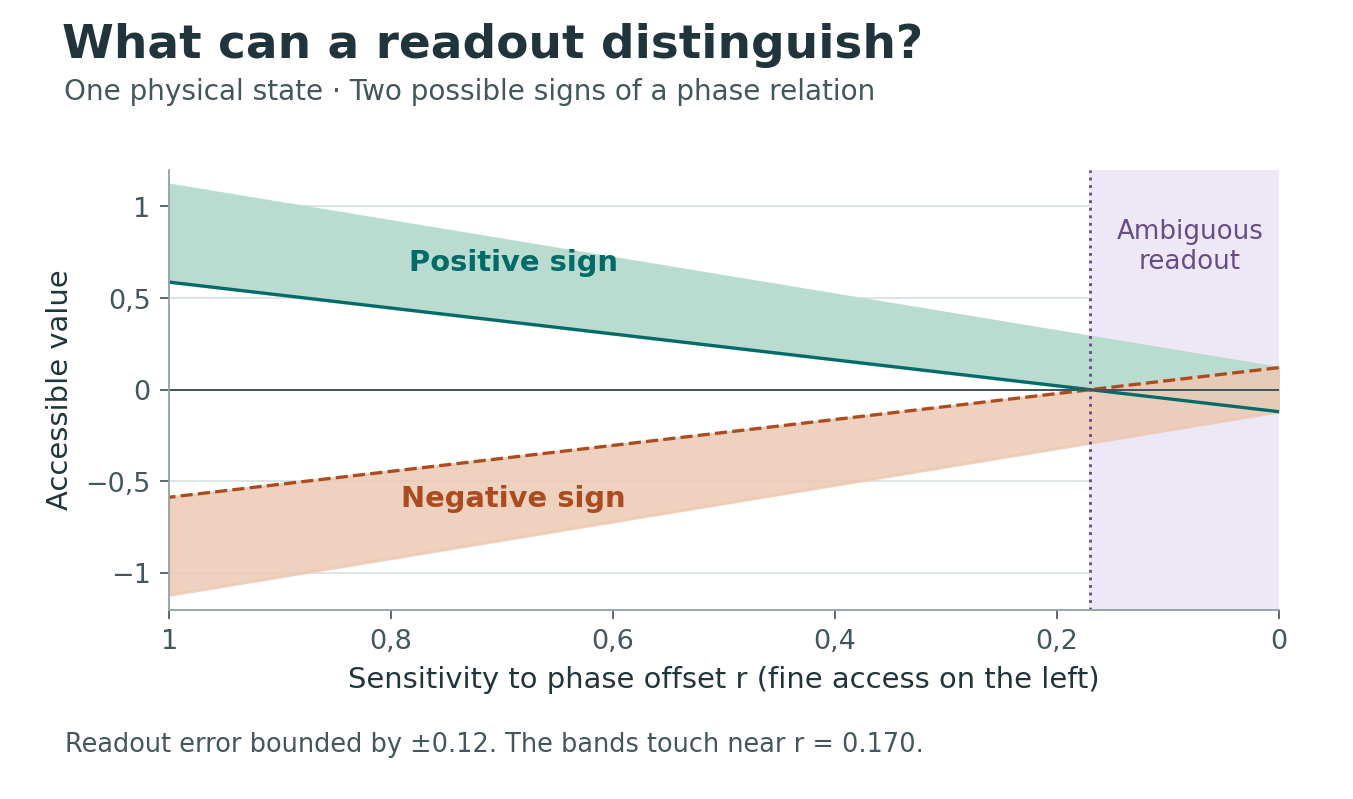 What can a readout distinguish?
One physical state · Two possible signs of a phase relation
Accessible value
1
0,5
0
−0,5
−1
Positive sign
Negative sign
Ambiguous
readout
1
0,8
0,6
0,4
0,2
0
Sensitivity to phase offset r (fine access on the left)
Readout error bounded by ±0.12. The bands touch near r = 0.170.